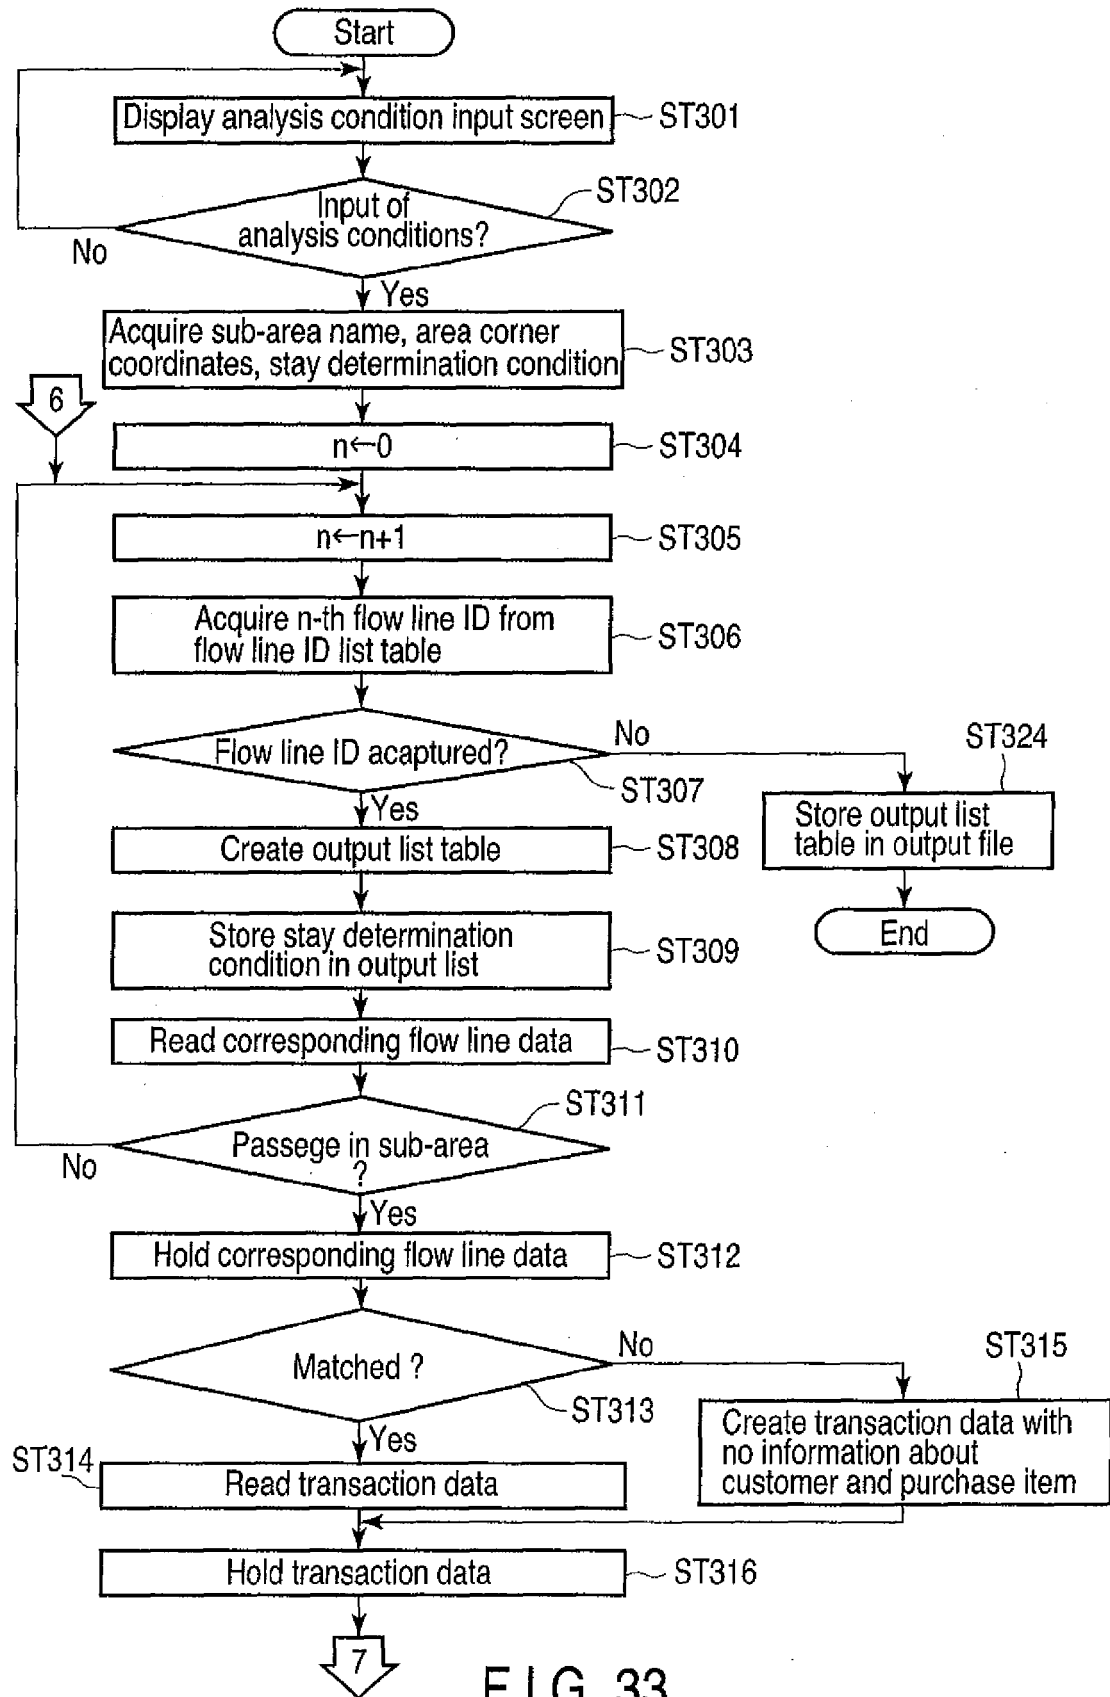 Start
Display analysis condition input screen
ST301
ST302
Input of
analysis conditions?
No
Yes
Acquire sub-area name, area corner
coordinates, stay determination condition
ST303
6
n←0
ST304
n←n+1
ST305
Acquire n-th flow line ID from
flow line ID list table
ST306
Flow line ID acaptured?
No
ST307
ST324
Yes
Store output list
table in output file
Create output list table
ST308
End
Store stay determination
condition in output list
ST309
Read corresponding flow line data
ST310
ST311
Passege in sub-area
?
No
Yes
Hold corresponding flow line data
ST312
Matched ?
No
ST313
ST315
Yes
Create transaction data with
no information about
customer and purchase item
ST314
Read transaction data
Hold transaction data
ST316
7
FIG. 33